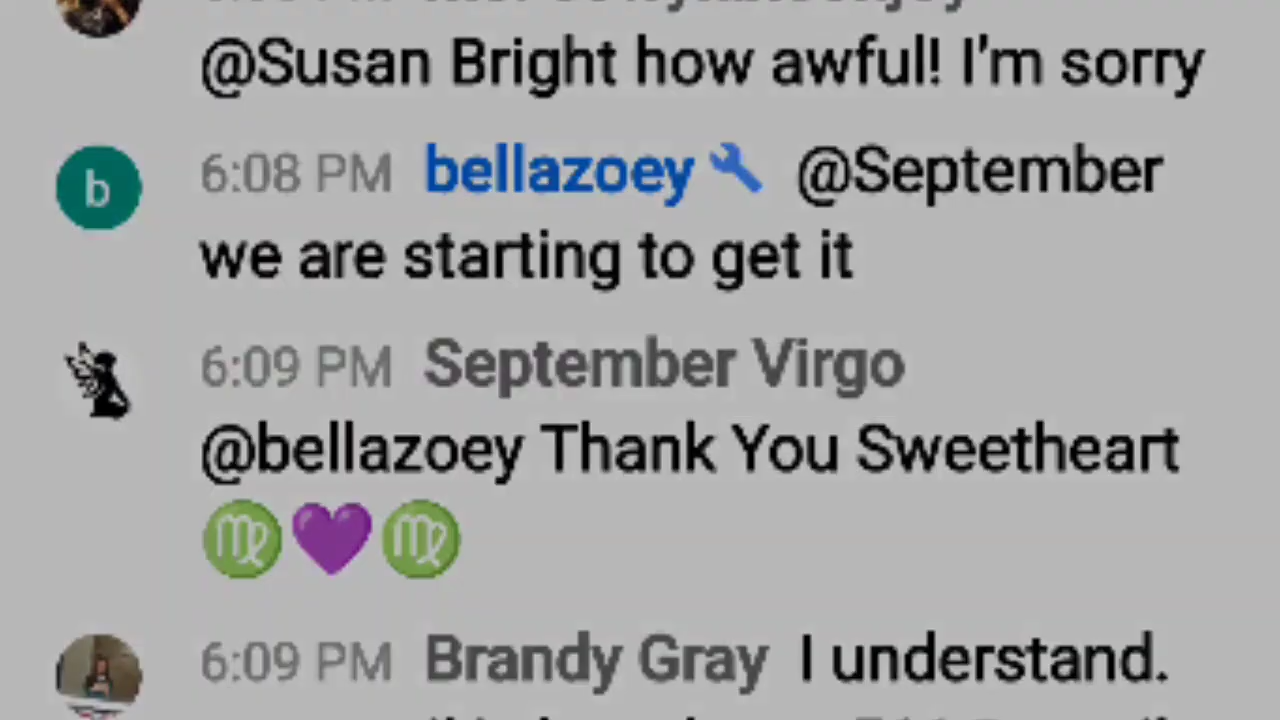 @Susan Bright how awful! I'm sorry
b
6:08 PM bellazoey @September
we are starting to get it
6:09 PM September Virgo
@bellazoey Thank You Sweetheart
♍💜♍
6:09 PM Brandy Gray I understand.